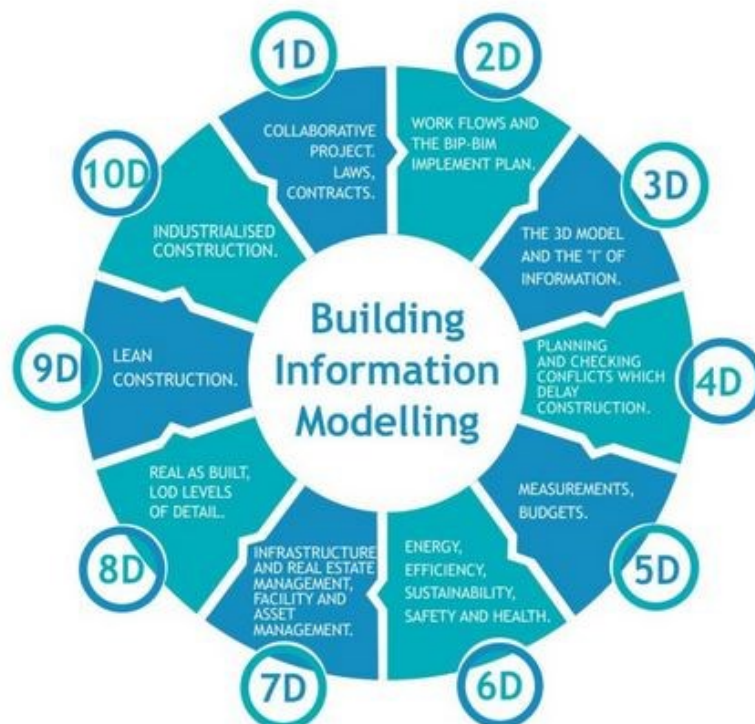 1D
COLLABORATIVE
PROJECT.
LAWS,
CONTRACTS.
2D
WORK FLOWS AND
THE BIP-BIM
IMPLEMENT PLAN.
3D
THE 3D MODEL
AND THE "I" OF
INFORMATION.
4D
PLANNING
AND CHECKING
CONFLICTS WHICH
DELAY
CONSTRUCTION.
5D
MEASUREMENTS,
BUDGETS.
6D
ENERGY,
EFFICIENCY,
SUSTAINABILITY,
SAFETY AND HEALTH.
7D
INFRASTRUCTURE
AND REAL ESTATE
MANAGEMENT,
FACILITY AND
ASSET
MANAGEMENT.
8D
REAL AS BUILT,
LOD LEVELS
OF DETAIL.
9D
LEAN
CONSTRUCTION.
10D
INDUSTRIALISED
CONSTRUCTION.
Building
Information
Modelling